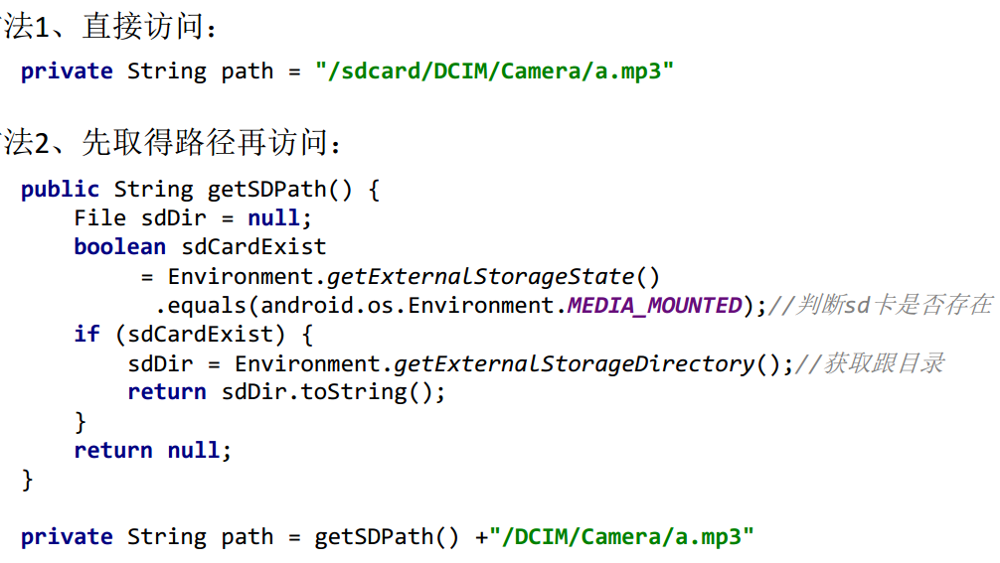 法1、直接访问：
private String path = "/sdcard/DCIM/Camera/a.mp3"
法2、先取得路径再访问：
public String getSDPath() {
File sdDir = null;
boolean sdCardExist
= Environment.getExternalStorageState()
.equals(android.os.Environment.MEDIA_MOUNTED);//判断sd卡是否存在
if (sdCardExist) {
sdDir = Environment.getExternalStorageDirectory();//获取跟目录
return sdDir.toString();
}
return null;
}
private String path = getSDPath() +"/DCIM/Camera/a.mp3"